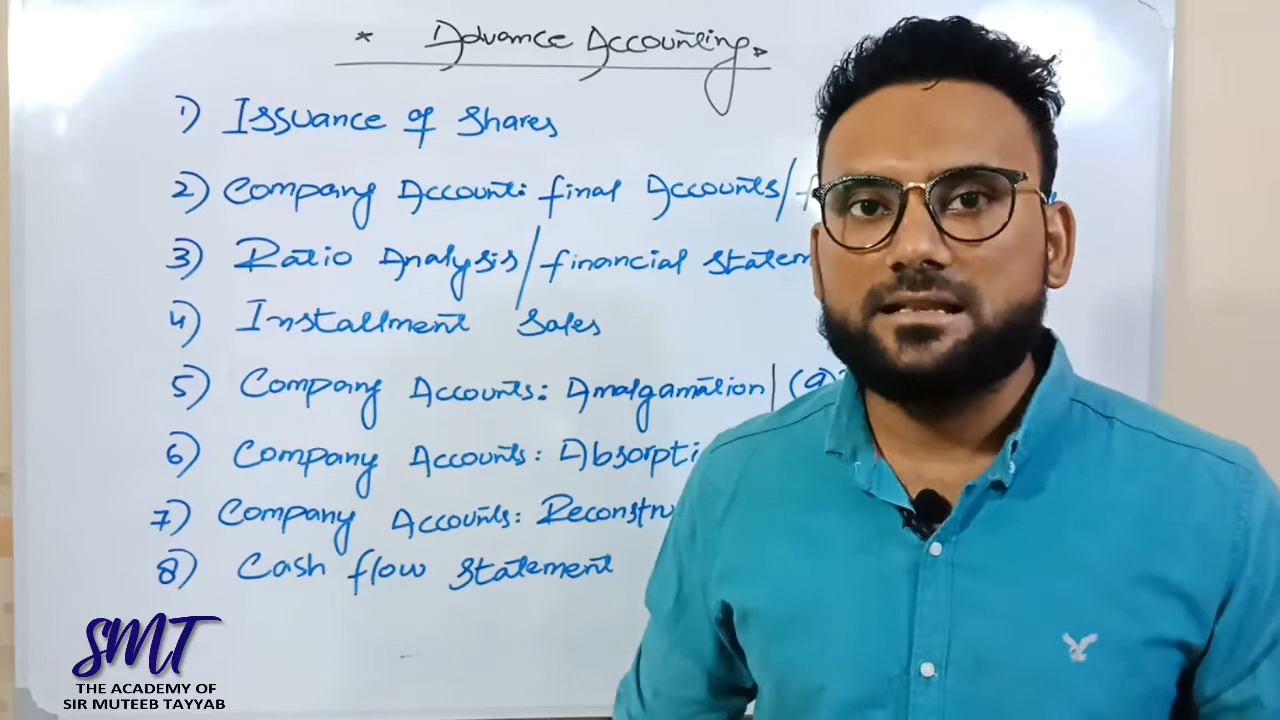 * Advance Accounting
1) Issuance of Shares
2) Company Account: final Accounts/
3) Ratio Analysis/financial statem
4) Installment Sales
5) Company Accounts: Amalgamation/
6) Company Accounts: Absorpti
7) Company Accounts: Reconstru
8) Cash flow Statement
SMT
THE ACADEMY OF
SIR MUTEEB TAYYAB